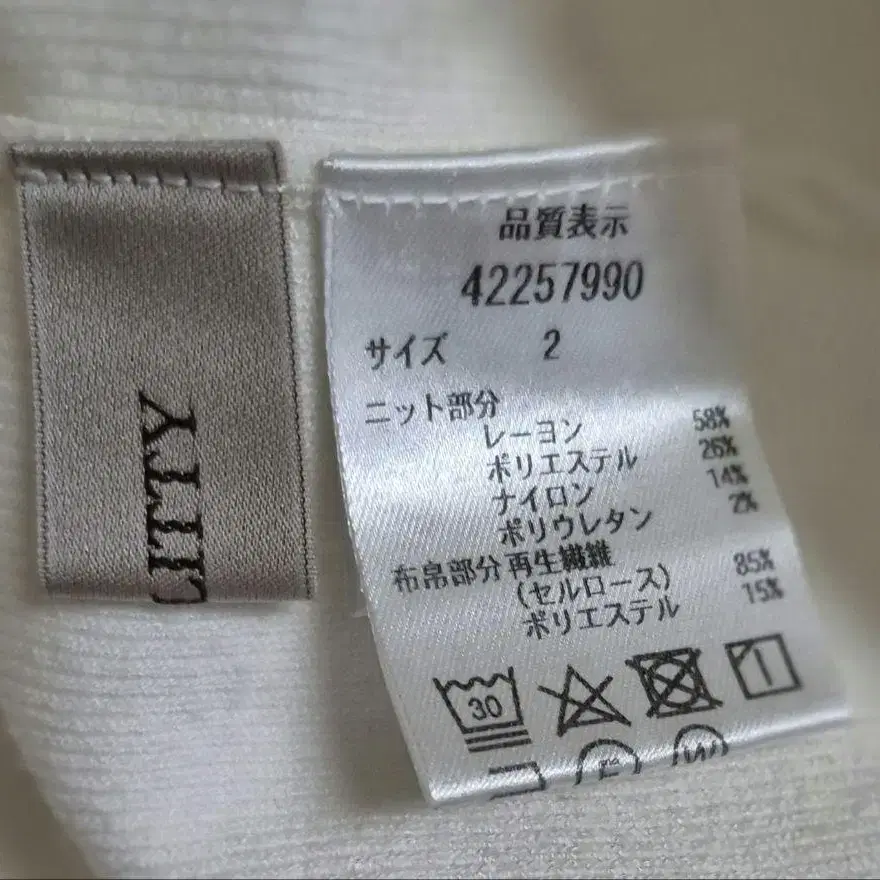 LITTY
品質表示
42257990
サイズ 2
ニット部分
レーヨン 58%
ポリエステル 26%
ナイロン 14%
ポリウレタン 2%
布帛部分 再生繊維
(セルロース) 85%
ポリエステル 15%
30
F W